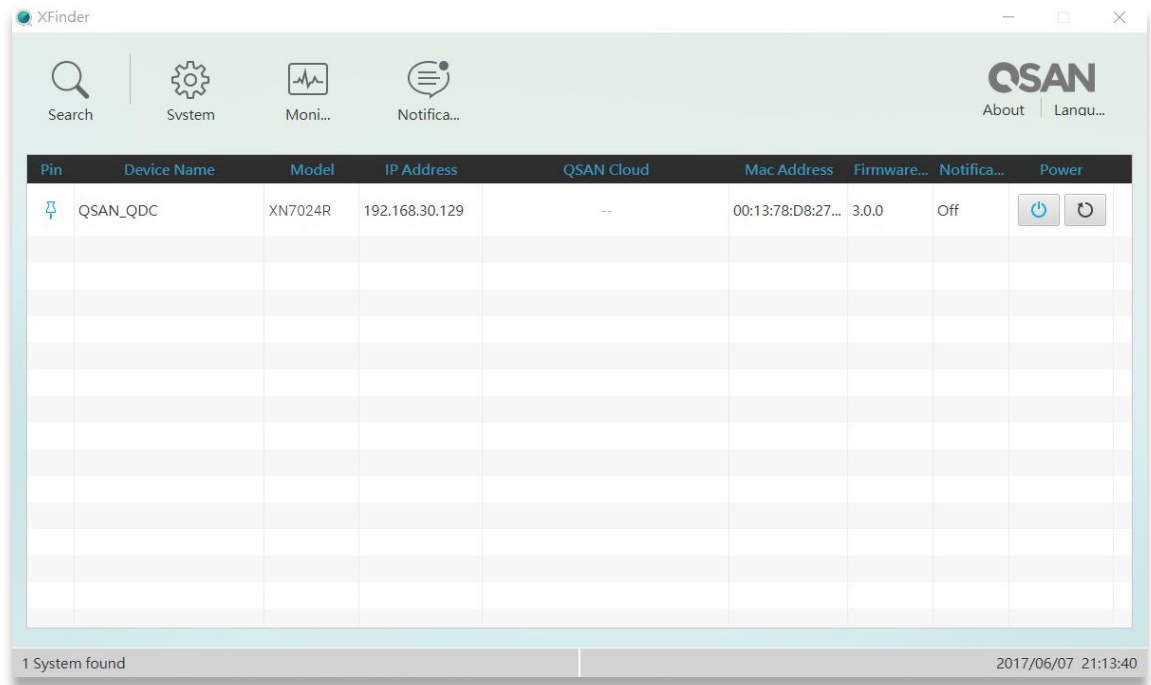 XFinder
Search System Moni... Notifica...
QSAN
About Langu...
Pin Device Name Model IP Address QSAN Cloud Mac Address Firmware... Notifica... Power
QSAN_QDC XN7024R 192.168.30.129 -- 00:13:78:D8:27... 3.0.0 Off
1 System found 2017/06/07 21:13:40